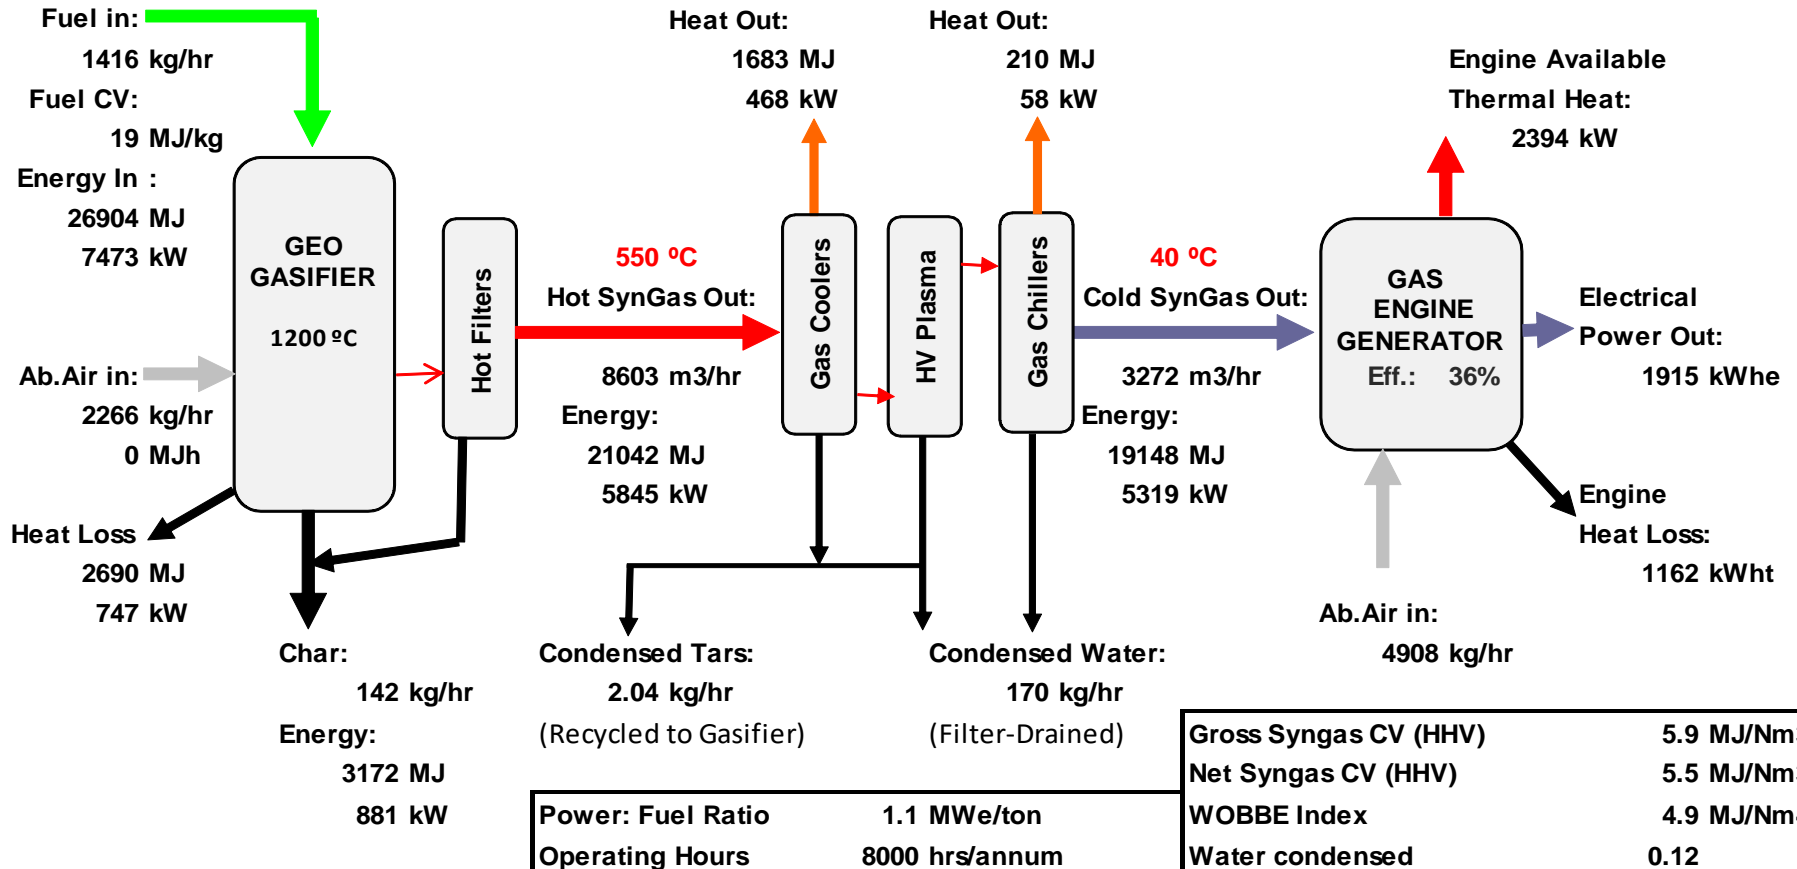 Fuel in:
1416 kg/hr
Fuel CV:
19 MJ/kg
Energy In :
26904 MJ
7473 kW
Ab.Air in:
2266 kg/hr
0 MJh
Heat Loss
2690 MJ
747 kW
GEO
GASIFIER
1200 ºC
Char:
142 kg/hr
Energy:
3172 MJ
881 kW
Hot Filters
550 ºC
Hot SynGas Out:
8603 m3/hr
Energy:
21042 MJ
5845 kW
Heat Out:
1683 MJ
468 kW
Gas Coolers
HV Plasma
Heat Out:
210 MJ
58 kW
Gas Chillers
Condensed Tars:
2.04 kg/hr
(Recycled to Gasifier)
Condensed Water:
170 kg/hr
(Filter-Drained)
40 ºC
Cold SynGas Out:
3272 m3/hr
Energy:
19148 MJ
5319 kW
Engine Available
Thermal Heat:
2394 kW
GAS
ENGINE
GENERATOR
Eff.: 36%
Electrical
Power Out:
1915 kWhe
Engine
Heat Loss:
1162 kWht
Ab.Air in:
4908 kg/hr
Power: Fuel Ratio 1.1 MWe/ton
Operating Hours 8000 hrs/annum
Gross Syngas CV (HHV) 5.9
Net Syngas CV (HHV) 5.5
WOBBE Index 4.9
Water condensed 0.12